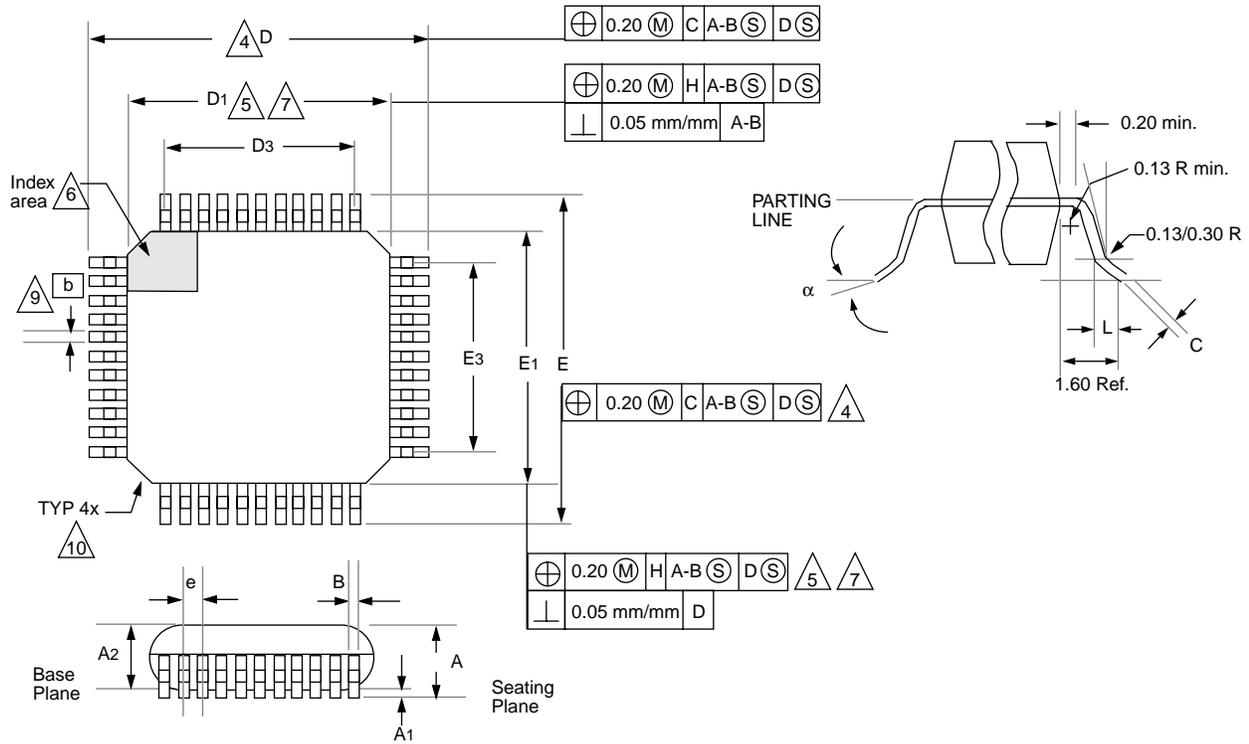 4 D
0.20 M C A-B S D S
D1 5 7
0.20 M H A-B S D S
⊥ 0.05 mm/mm A-B
D3
Index
area 6
9 b
E3
E1
E
0.20 M C A-B S D S 4
TYP 4x
10
0.20 M H A-B S D S 5 7
⊥ 0.05 mm/mm D
e
B
A2
A
Base
Plane
Seating
Plane
A1
0.20 min.
0.13 R min.
PARTING
LINE
0.13/0.30 R
α
L
C
1.60 Ref.